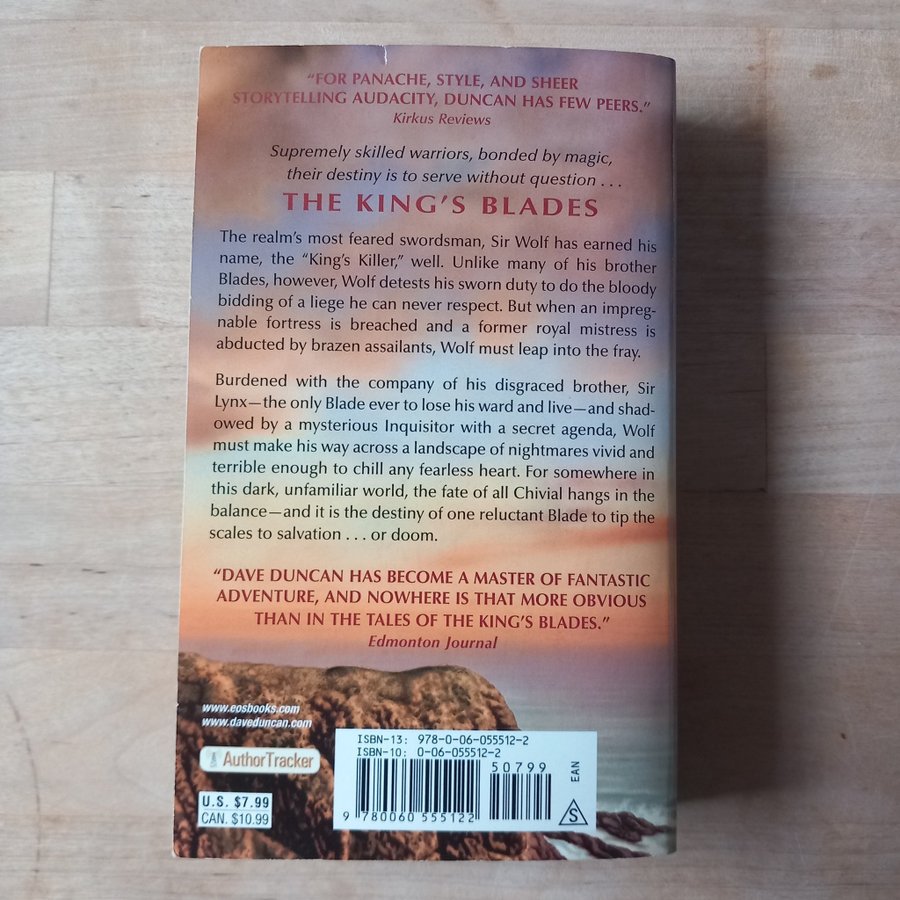 “FOR PANACHE, STYLE, AND SHEER
STORYTELLING AUDACITY, DUNCAN HAS FEW PEERS.”
Kirkus Reviews
Supremely skilled warriors, bonded by magic,
their destiny is to serve without question . . .
THE KING’S BLADES
The realm’s most feared swordsman, Sir Wolf has earned his
name, the “King’s Killer,” well. Unlike many of his brother
Blades, however, Wolf detests his sworn duty to do the bloody
bidding of a liege he can never respect. But when an impreg-
nable fortress is breached and a former royal mistress is
abducted by brazen assailants, Wolf must leap into the fray.
Burdened with the company of his disgraced brother, Sir
Lynx—the only Blade ever to lose his ward and live—and shad-
owed by a mysterious Inquisitor with a secret agenda, Wolf
must make his way across a landscape of nightmares vivid and
terrible enough to chill any fearless heart. For somewhere in
this dark, unfamiliar world, the fate of all Chivial hangs in the
balance—and it is the destiny of one reluctant Blade to tip the
scales to salvation . . . or doom.
“DAVE DUNCAN HAS BECOME A MASTER OF FANTASTIC
ADVENTURE, AND NOWHERE IS THAT MORE OBVIOUS
THAN IN THE TALES OF THE KING’S BLADES.”
Edmonton Journal
www.eosbooks.com
www.daveduncan.com
AuthorTracker
U.S. $7.99
CAN. $10.99
ISBN-13: 978-0-06-055512-2
ISBN-10: 0-06-055512-2
50799
9 780060 555122
EAN
S